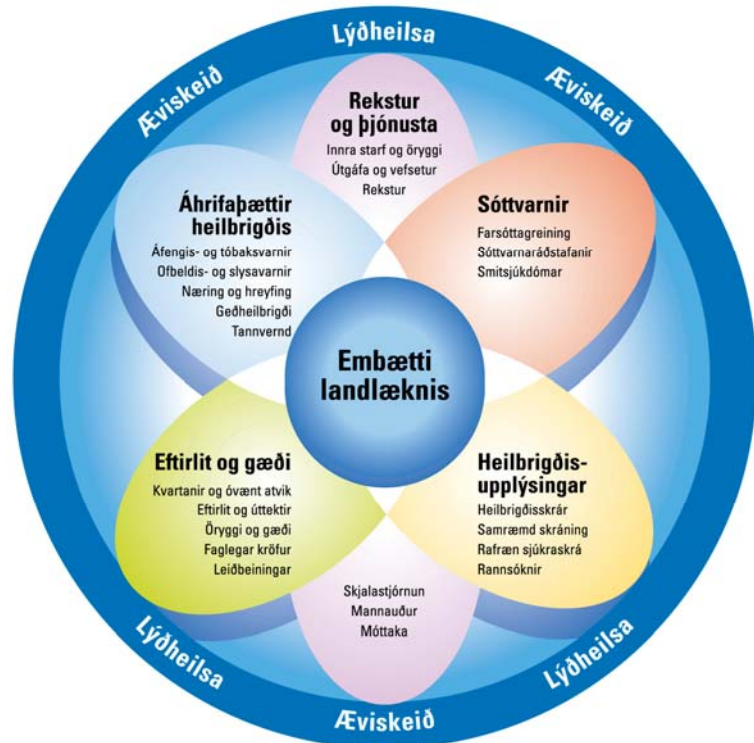 Lýðheilsa
Æviskeið
Æviskeið
Rekstur
og þjónusta
Innra starf og öryggi
Útgáfa og vefsetur
Rekstur
Áhrifaþættir
heilbrigðis
Áfengis- og tóbaksvarnir
Ofbeldis- og slysavarnir
Næring og hreyfing
Geðheilbrigði
Tannvernd
Sóttvarnir
Farsóttagreining
Sóttvarnaráðstafanir
Smitsjúkdómar
Embætti
landlæknis
Eftirlit og gæði
Kvartanir og óvænt atvik
Eftirlit og úttektir
Öryggi og gæði
Faglegar kröfur
Leiðbeiningar
Heilbrigðis-
upplýsingar
Heilbrigðisskrár
Samræmd skráning
Rafræn sjúkraskrá
Rannsóknir
Skjalastjórnun
Mannauður
Móttaka
Lýðheilsa
Æviskeið
Lýðheilsa